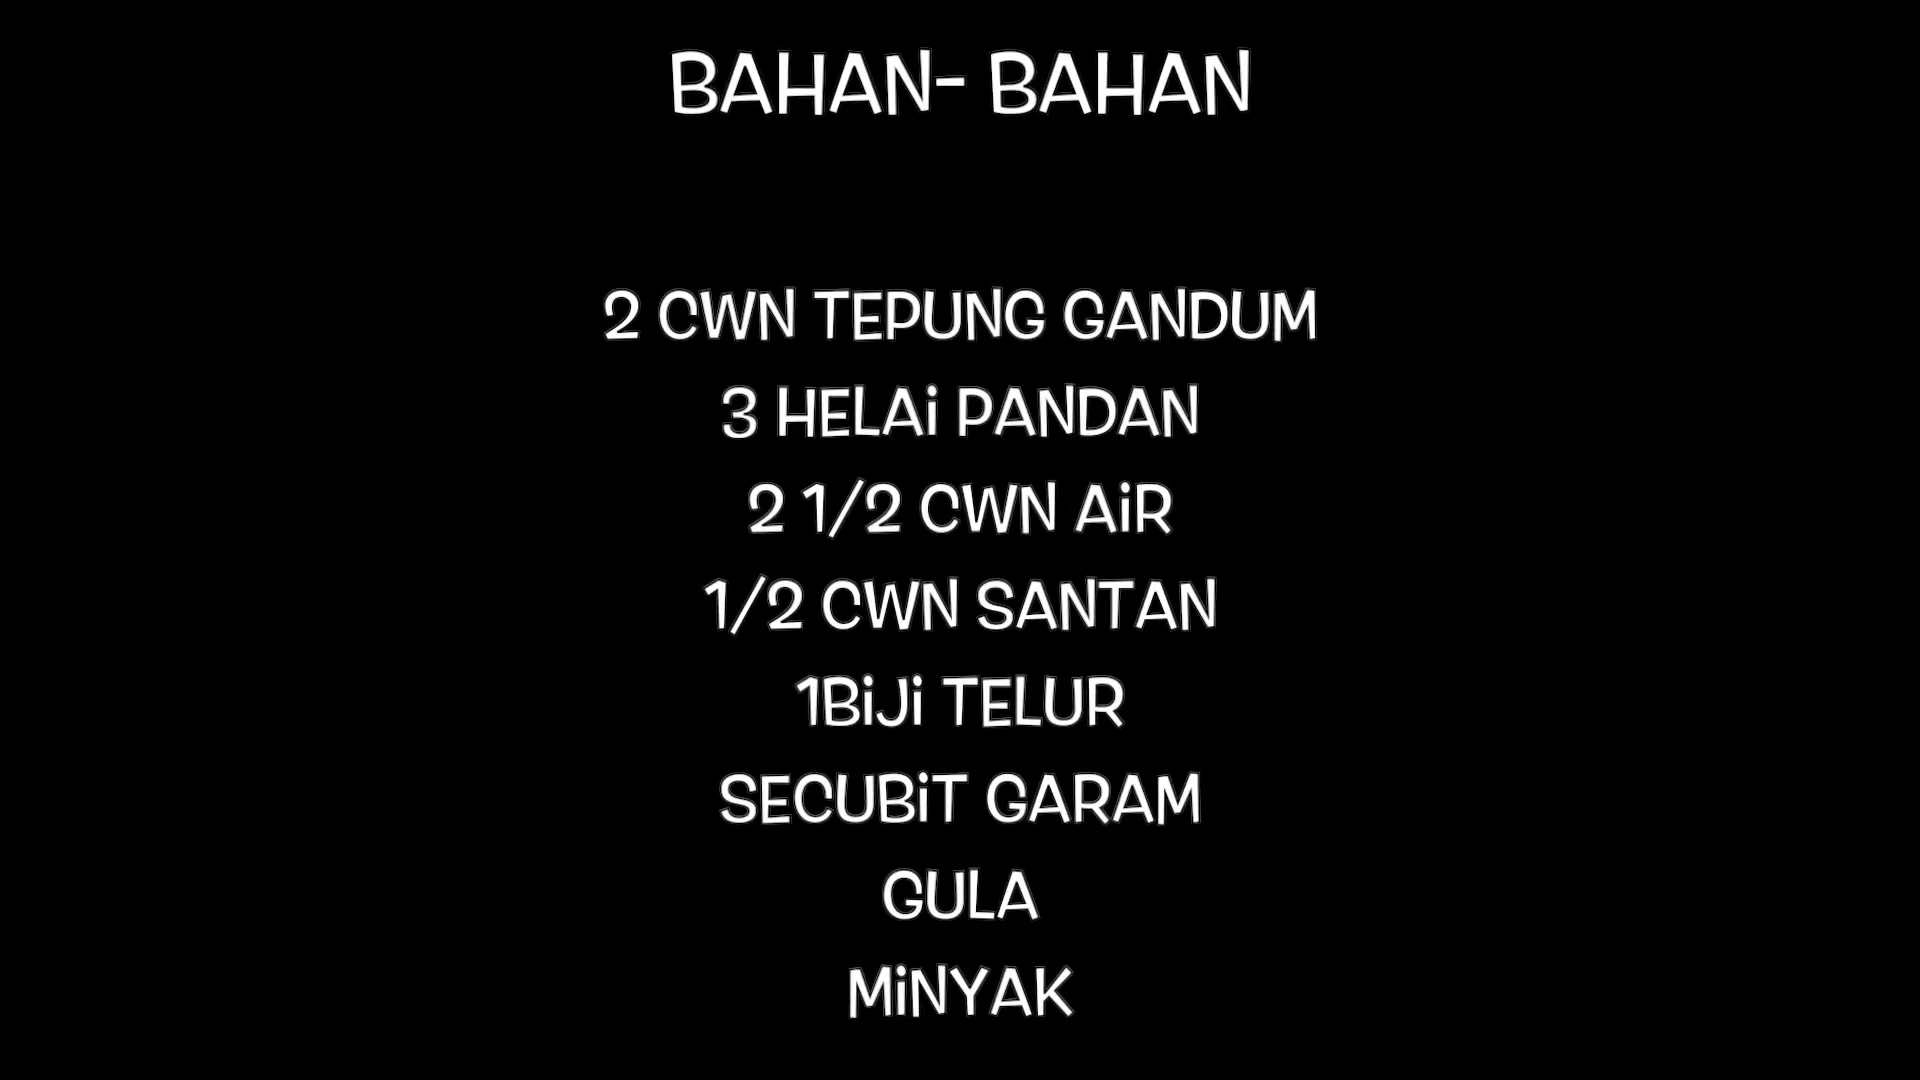 BAHAN- BAHAN
2 CWN TEPUNG GANDUM
3 HELAi PANDAN
2 1/2 CWN AiR
1/2 CWN SANTAN
1BiJi TELUR
SECUBiT GARAM
GULA
MiNYAK